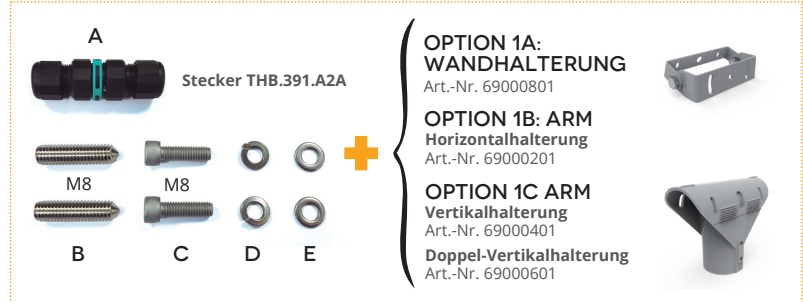 A
Stecker THB.391.A2A
M8
M8
B
C
D
E
OPTION 1A:
WANDHALTERUNG
Art.-Nr. 69000801
OPTION 1B: ARM
Horizontalhalterung
Art.-Nr. 69000201
OPTION 1C ARM
Vertikalhalterung
Art.-Nr. 69000401
Doppel-Vertikalhalterung
Art.-Nr. 69000601